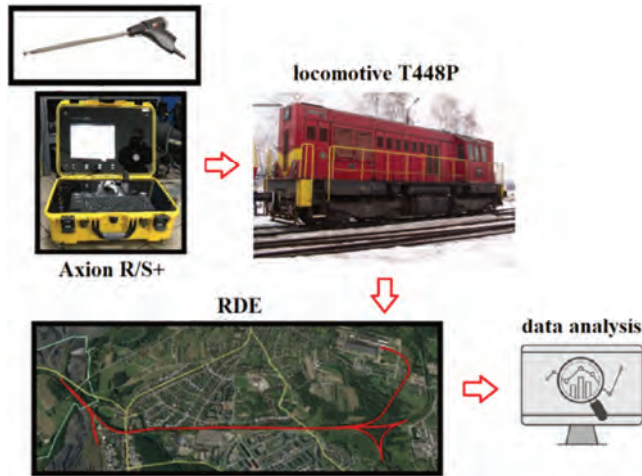 locomotive T448P
Axion R/S+
RDE
data analysis